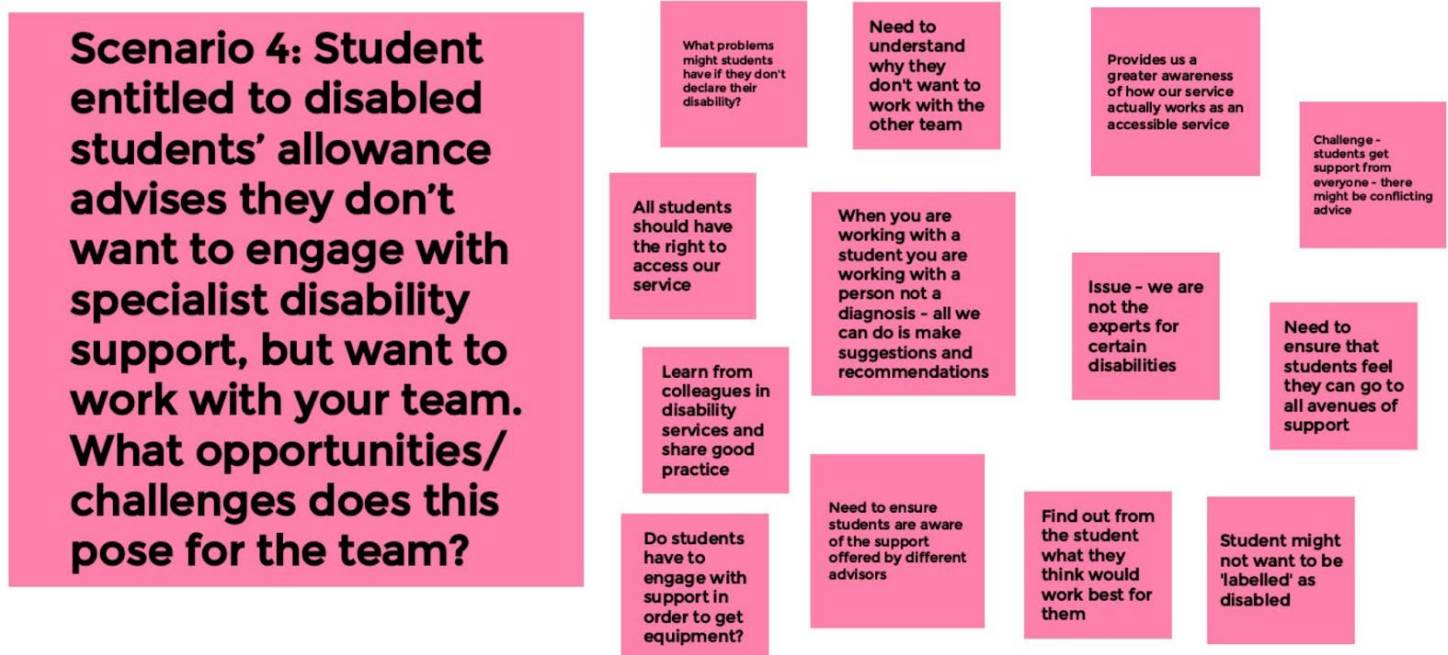 Scenario 4: Student
entitled to disabled
students’ allowance
advises they don’t
want to engage with
specialist disability
support, but want to
work with your team.
What opportunities/
challenges does this
pose for the team?
What problems
might students
have if they don't
declare their
disability?
Need to
understand
why they
don't want to
work with the
other team
Provides us a
greater awareness
of how our service
actually works as an
accessible service
Challenge -
students get
support from
everyone - there
might be conflicting
advice
All students
should have
the right to
access our
service
When you are
working with a
student you are
working with a
person not a
diagnosis - all we
can do is make
suggestions and
recommendations
Issue - we are
not the
experts for
certain
disabilities
Need to
ensure that
students feel
they can go to
all avenues of
support
Learn from
colleagues in
disability
services and
share good
practice
Do students
have to
engage with
support in
order to get
equipment?
Need to ensure
students are aware
of the support
offered by different
advisors
Find out from
the student
what they
think would
work best for
them
Student might
not want to be
'labelled' as
disabled